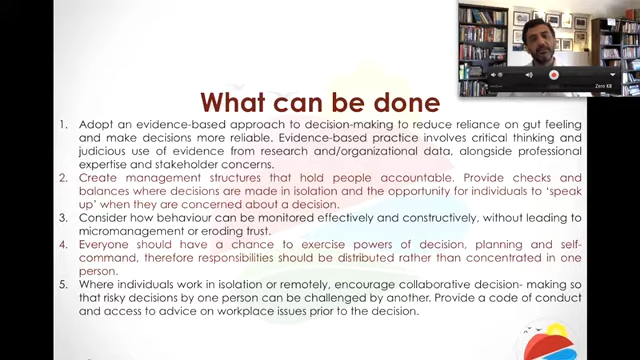 Zero KB
What can be done
1. Adopt an evidence-based approach to decision-making to reduce reliance on gut feeling
and make decisions more reliable. Evidence-based practice involves critical thinking and
judicious use of evidence from research and/organizational data, alongside professional
expertise and stakeholder concerns.
2. Create management structures that hold people accountable. Provide checks and
balances where decisions are made in isolation and the opportunity for individuals to ‘speak
up’ when they are concerned about a decision.
3. Consider how behaviour can be monitored effectively and constructively, without leading to
micromanagement or eroding trust.
4. Everyone should have a chance to exercise powers of decision, planning and self-
command, therefore responsibilities should be distributed rather than concentrated in one
person.
5. Where individuals work in isolation or remotely, encourage collaborative decision- making so
that risky decisions by one person can be challenged by another. Provide a code of conduct
and access to advice on workplace issues prior to the decision.